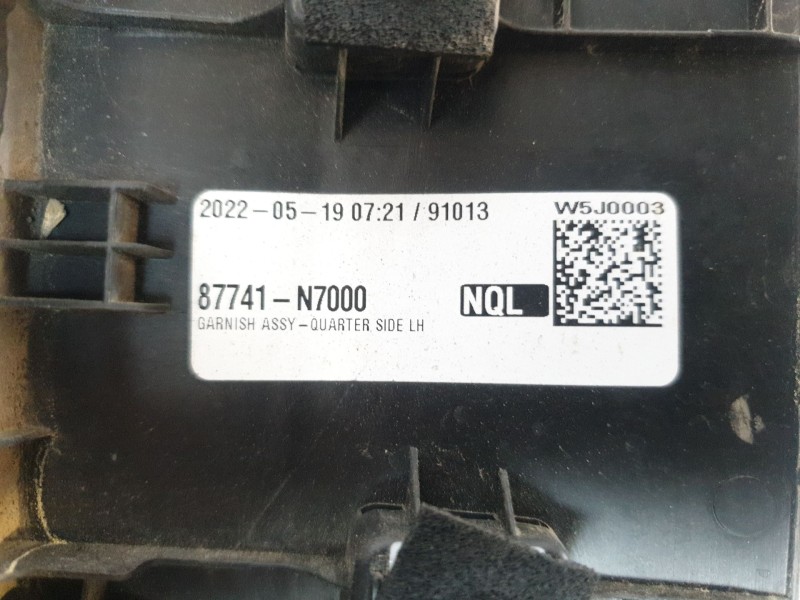 2022-05-19 07:21 / 91013
W5J0003
87741-N7000
NQL
GARNISH ASSY-QUARTER SIDE LH